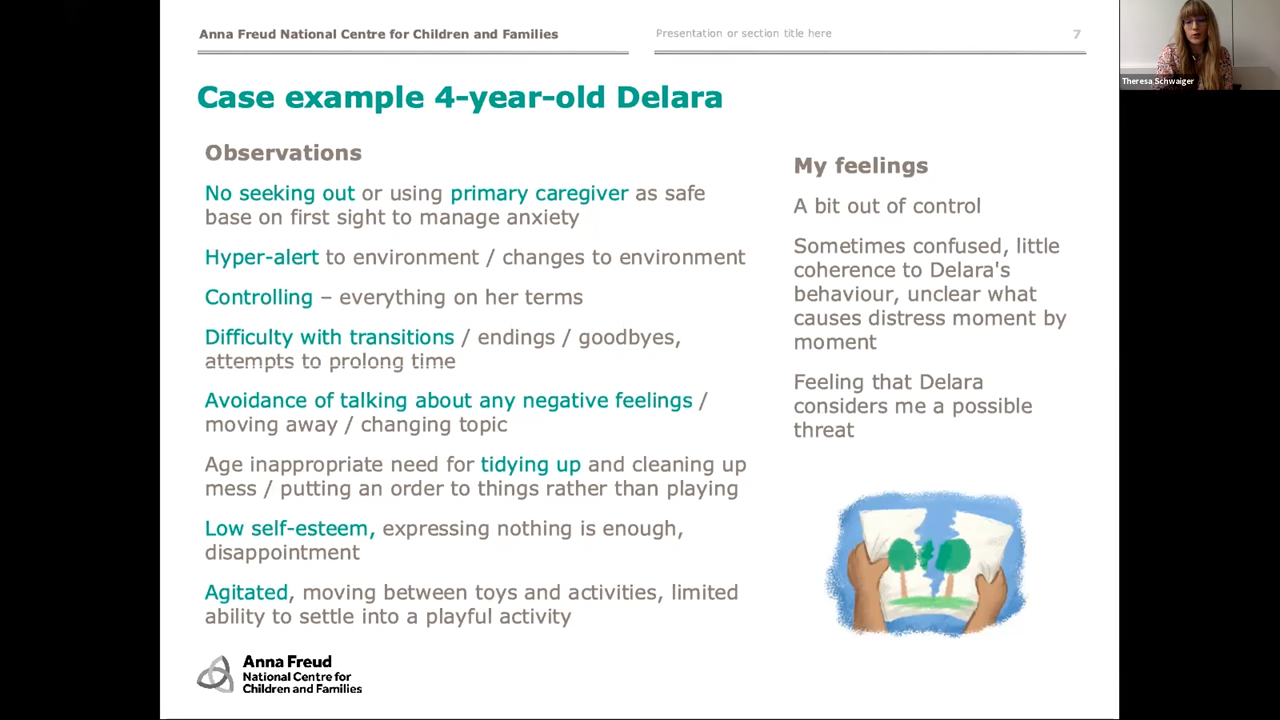 Anna Freud National Centre for Children and Families
Presentation or section title here
7
Theresa Schwaiger
Case example 4-year-old Delara
Observations
No seeking out or using primary caregiver as safe
base on first sight to manage anxiety
Hyper-alert to environment / changes to environment
Controlling – everything on her terms
Difficulty with transitions / endings / goodbyes,
attempts to prolong time
Avoidance of talking about any negative feelings /
moving away / changing topic
Age inappropriate need for tidying up and cleaning up
mess / putting an order to things rather than playing
Low self-esteem, expressing nothing is enough,
disappointment
Agitated, moving between toys and activities, limited
ability to settle into a playful activity
My feelings
A bit out of control
Sometimes confused, little
coherence to Delara's
behaviour, unclear what
causes distress moment by
moment
Feeling that Delara
considers me a possible
threat
Anna Freud
National Centre for
Children and Families